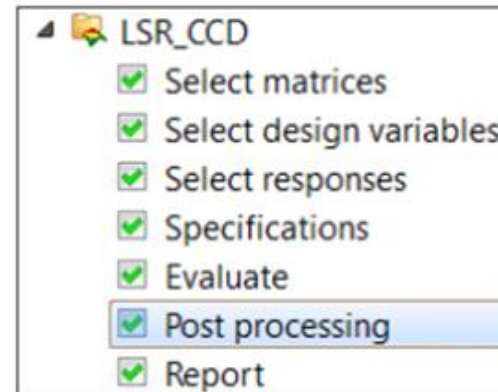 LSR_CCD
Select matrices
Select design variables
Select responses
Specifications
Evaluate
Post processing
Report